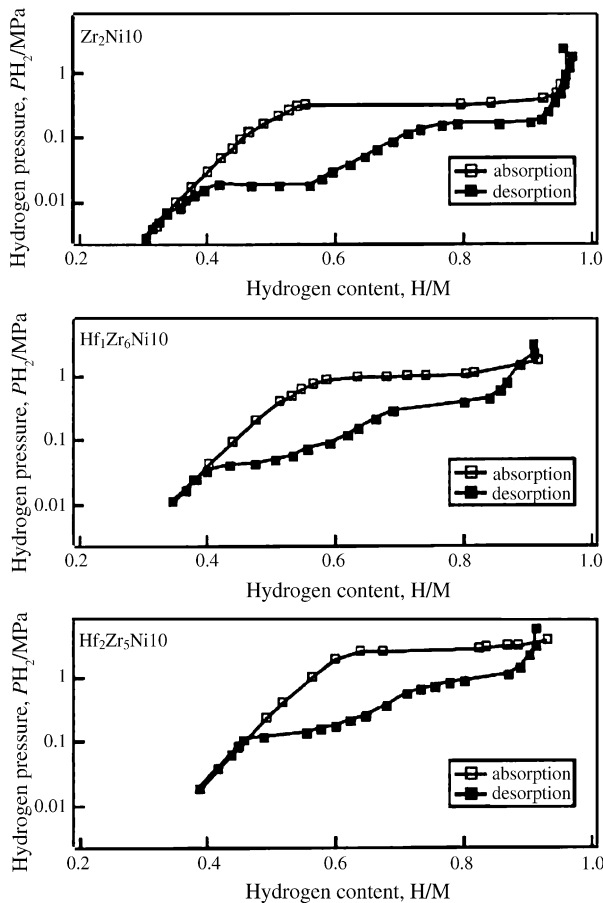 Zr₂Ni10
Hydrogen pressure, PH₂/MPa
1
0.1
0.01
absorption
desorption
0.2 0.4 0.6 0.8 1.0
Hydrogen content, H/M
Hf₁Zr₆Ni10
Hydrogen pressure, PH₂/MPa
1
0.1
0.01
absorption
desorption
0.2 0.4 0.6 0.8 1.0
Hydrogen content, H/M
Hf₂Zr₅Ni10
Hydrogen pressure, PH₂/MPa
1
0.1
0.01
absorption
desorption
0.2 0.4 0.6 0.8 1.0
Hydrogen content, H/M